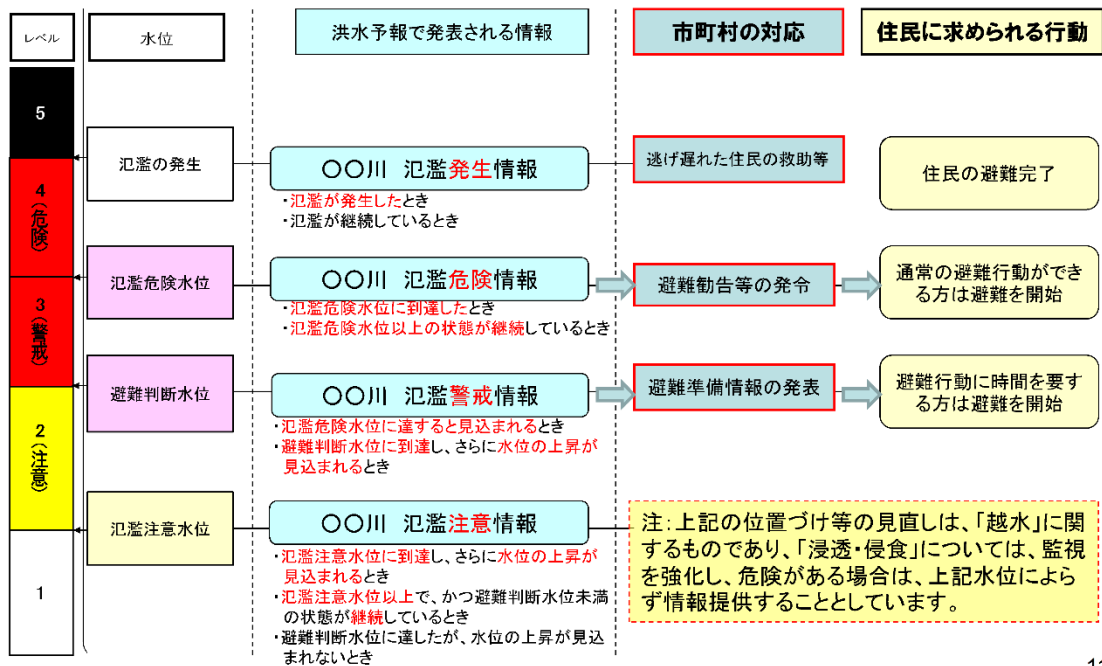 レベル
水位
洪水予報で発表される情報
市町村の対応
住民に求められる行動
5
氾濫の発生
〇〇川 氾濫発生情報
・氾濫が発生したとき
・氾濫が継続しているとき
逃げ遅れた住民の救助等
住民の避難完了
4(危険)
氾濫危険水位
〇〇川 氾濫危険情報
・氾濫危険水位に到達したとき
・氾濫危険水位以上の状態が継続しているとき
避難勧告等の発令
通常の避難行動ができ
る方は避難を開始
3(警戒)
避難判断水位
〇〇川 氾濫警戒情報
・氾濫危険水位に達すると見込まれるとき
・避難判断水位に到達し、さらに水位の上昇が
見込まれるとき
避難準備情報の発表
避難行動に時間を要す
る方は避難を開始
2(注意)
氾濫注意水位
〇〇川 氾濫注意情報
・氾濫注意水位に到達し、さらに水位の上昇が
見込まれるとき
・氾濫注意水位以上で、かつ避難判断水位未満
の状態が継続しているとき
・避難判断水位に達したが、水位の上昇が見込
まれないとき
注:上記の位置づけ等の見直しは、「越水」に関
するものであり、「浸透・侵食」については、監視
を強化し、危険がある場合は、上記水位によら
ず情報提供することとしています。
1